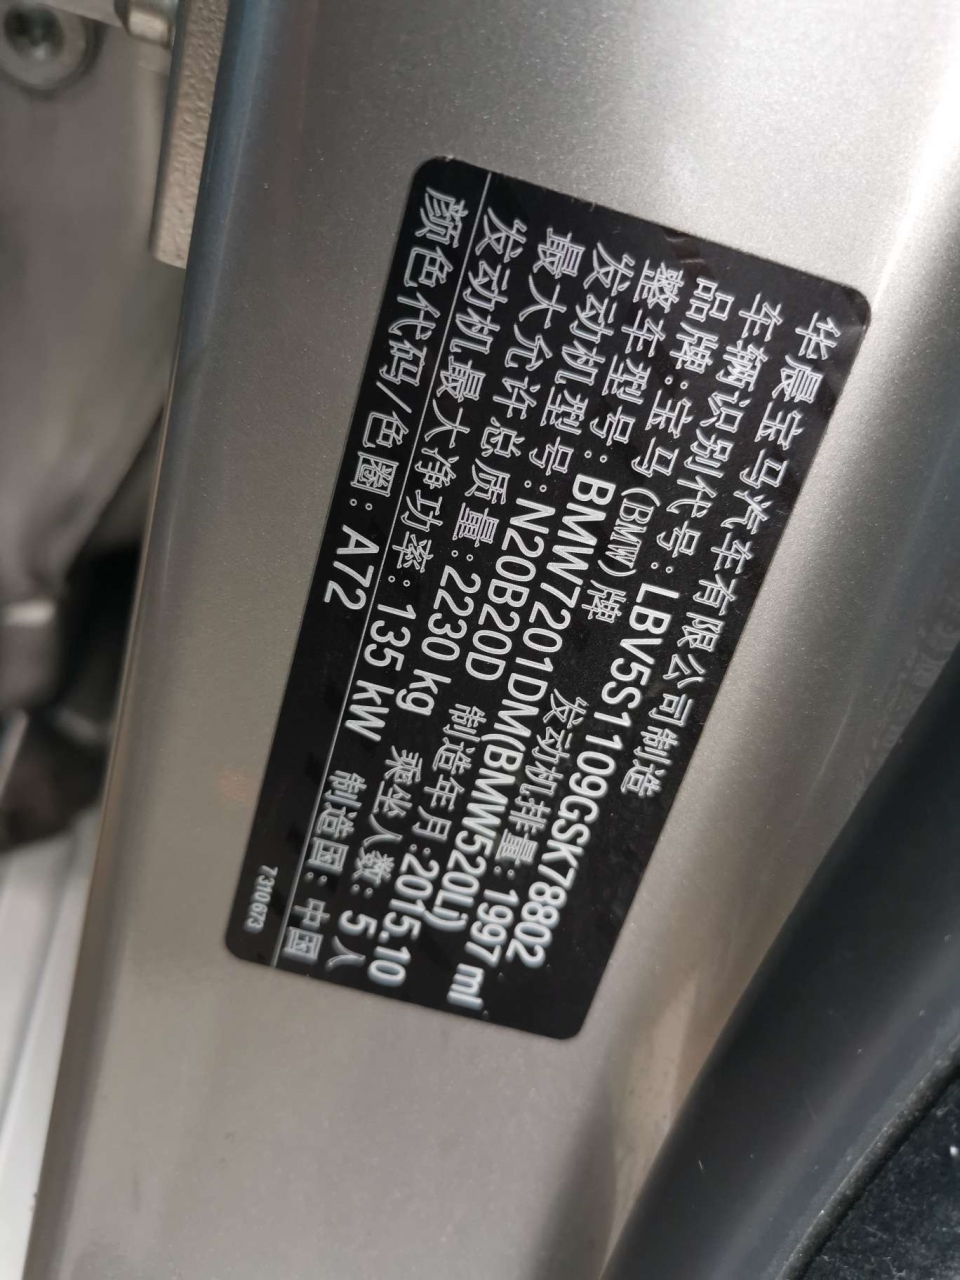 华晨宝马汽车有限公司制造
车辆识别代号：LBV5S1109GSK78802
品牌：宝马(BMW)牌 发动机排量：1997 ml
整车型号：BMW7201DM(BMW520Li)
发动机型号：N20B20D 制造年月：2015.10
最大允许总质量：2230 kg 乘坐人数：5 人
发动机最大净功率：135 kW 制造国：中国
颜色代码/色圈：A72
7310673